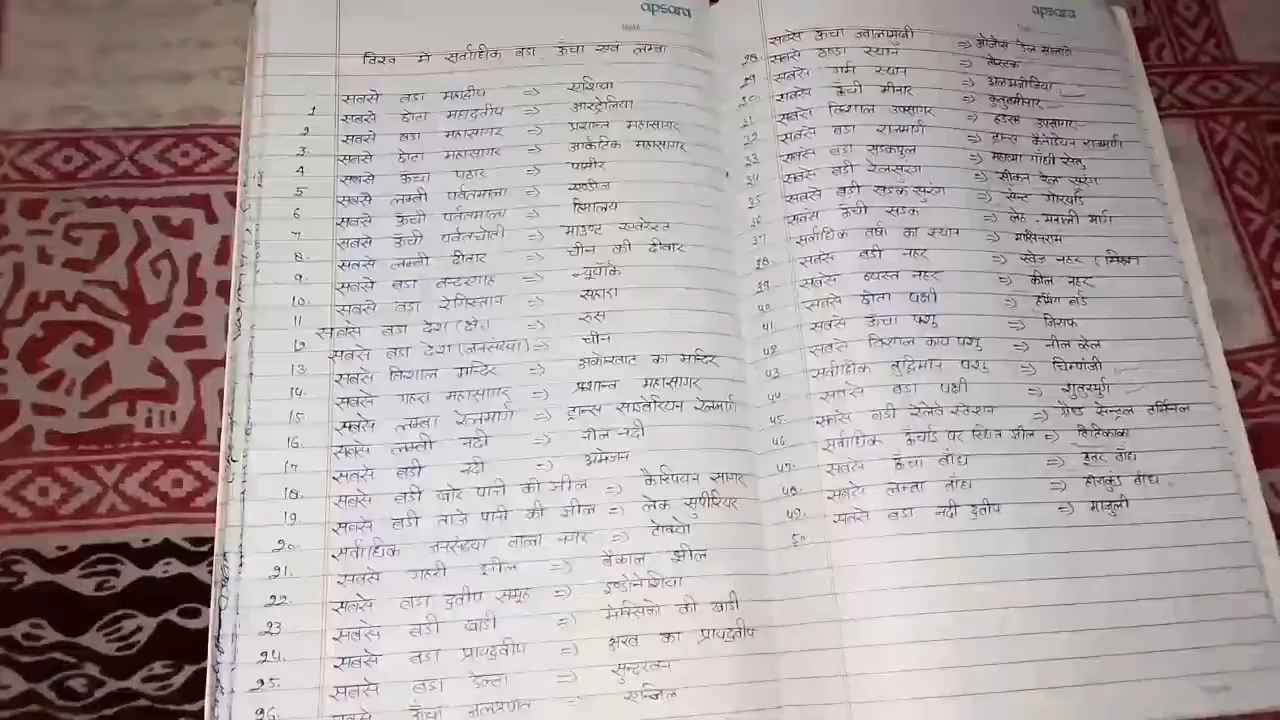 apsara
विश्व मे सर्वाधिक बडा ऊँचा एवं लम्बा
1 सबसे बडा महाद्वीप => एशिया
2 सबसे छोटा महाद्वीप => आस्ट्रेलिया
3. सबसे बडा महासागर => प्रशान्त महासागर
4 सबसे छोटा महासागर => आर्कटिक महासागर
5 सबसे ऊँचा पठार => पामीर
6 सबसे लम्बी पर्वतमाला => एण्डीज
7 सबसे ऊँची पर्वतमाला => हिमालय
8. सबसे ऊँची पर्वतचोटी => माउण्ट एवरेस्ट
9. सबसे लम्बी दीवार => चीन की दीवार
10. सबसे बडा बन्दरगाह => न्यूयॉर्क
11 सबसे बडा रेगिस्तान => सहारा
12 सबसे बडा देश (क्षे.) => रूस
13 सबसे बडा देश (जनसंख्या) => चीन
14. सबसे विशाल मन्दिर => अंकोरवाट का मन्दिर
15 सबसे गहरा महासागर => प्रशान्त महासागर
16. सबसे लम्बा रेलमार्ग => ट्रान्स साइबेरियन रेलमार्ग
17 सबसे लम्बी नदी => नील नदी
18 सबसे बडी नदी => अमेजन
19. सबसे बडी खारे पानी की झील => कैस्पियन सागर
20. सबसे बडी ताजे पानी की झील => लेक सुपीरियर
21. सर्वाधिक जनसंख्या वाला नगर => टोक्यो
22 सबसे गहरी झील => बैकाल झील
23 सबसे बडा द्वीप समूह => इण्डोनेशिया
24. सबसे बडी खाडी => मैक्सिको की खाडी
25. सबसे बडा प्रायद्वीप => अरब का प्रायद्वीप
26. सबसे बडा डेल्टा => सुन्दरवन
सबसे ऊँचा जलप्रपात => एन्जिल
apsara
सबसे ऊँचा ज्वालामुखी => ओजोस डेल सालाडो
28. सबसे ठण्डा स्थान => वोस्टक
29 सबसे गर्म स्थान => अलअजीजिया
30 सबसे ऊँची मीनार => कुतुबमीनार
31 सबसे विशाल उपसागर => हडसन उपसागर
32 सबसे बडा राजमार्ग => ट्रान्स कैनेडियन राजमार्ग
33 सबसे बडा सडकपुल => महात्मा गाँधी सेतु
34 सबसे बडी रेलसुरंग => सीकन रेल सुरंग
35 सबसे बडी सडक सुरंग => सेन्ट गोथार्ड
36 सबसे ऊँची सडक => लेह - मनाली मार्ग
37 सर्वाधिक वर्षा का स्थान => मासिनराम
38. सबसे बडी नहर => स्वेज नहर (मिस्र)
39. सबसे व्यस्त नहर => कील नहर
40 सबसे छोटा पक्षी => हमिंग बर्ड
41 सबसे ऊँचा पशु => जिराफ
42 सबसे विशाल काय पशु => नील व्हेल
43 सर्वाधिक बुद्धिमान पशु => चिम्पांजी
44 सबसे बडा पक्षी => शुतुरमुर्ग
45. सबसे बडी रेलवे स्टेशन => ग्रैण्ड सेन्ट्रल टर्मिनल
46 सर्वाधिक ऊँचाई पर स्थित झील => टिटिकाका
47. सबसे ऊँचा बाँध => हूवर बाँध
48. सबसे लम्बा बाँध => हीराकुंड बाँध
49. सबसे बडा नदी द्वीप => माजुली
50